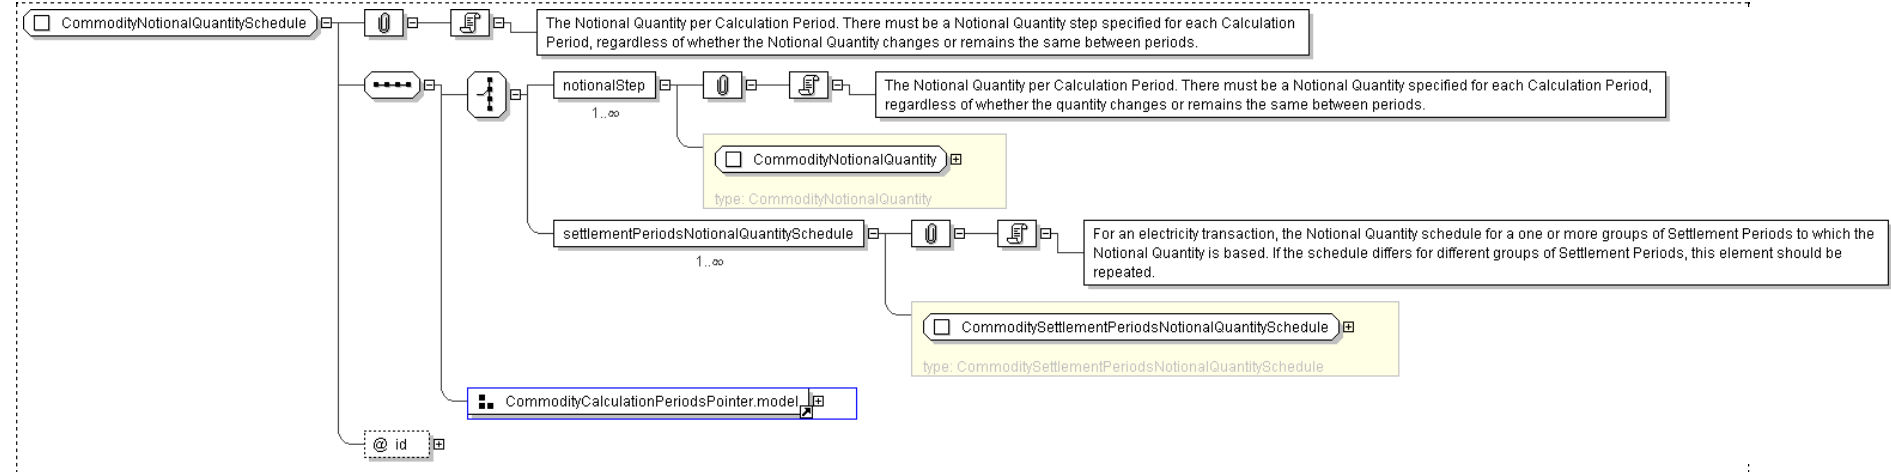 CommodityNotionalQuantitySchedule
The Notional Quantity per Calculation Period. There must be a Notional Quantity step specified for each Calculation
Period, regardless of whether the Notional Quantity changes or remains the same between periods.
notionalStep
1..∞
The Notional Quantity per Calculation Period. There must be a Notional Quantity specified for each Calculation Period,
regardless of whether the quantity changes or remains the same between periods.
CommodityNotionalQuantity
type: CommodityNotionalQuantity
settlementPeriodsNotionalQuantitySchedule
1..∞
For an electricity transaction, the Notional Quantity schedule for a one or more groups of Settlement Periods to which the
Notional Quantity is based. If the schedule differs for different groups of Settlement Periods, this element should be
repeated.
CommoditySettlementPeriodsNotionalQuantitySchedule
type: CommoditySettlementPeriodsNotionalQuantitySchedule
CommodityCalculationPeriodsPointer.model
@ id